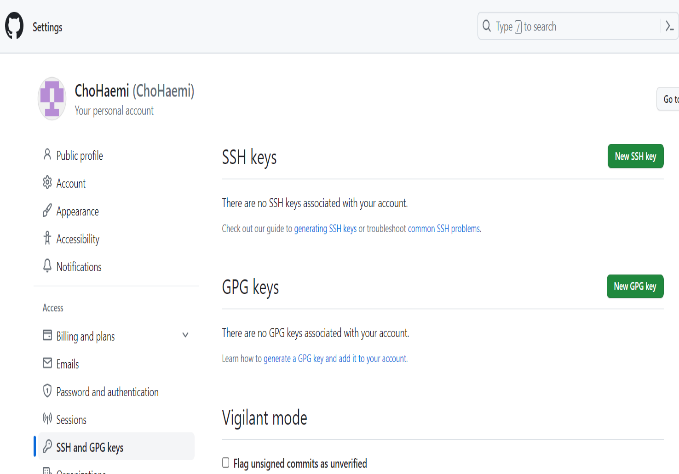 Settings
Type / to search
ChoHaemi (ChoHaemi)
Your personal account
Go to
Public profile
Account
Appearance
Accessibility
Notifications
Access
Billing and plans
Emails
Password and authentication
Sessions
SSH and GPG keys
Organizations
SSH keys
New SSH key
There are no SSH keys associated with your account.
Check out our guide to generating SSH keys or troubleshoot common SSH problems.
GPG keys
New GPG key
There are no GPG keys associated with your account.
Learn how to generate a GPG key and add it to your account.
Vigilant mode
Flag unsigned commits as unverified